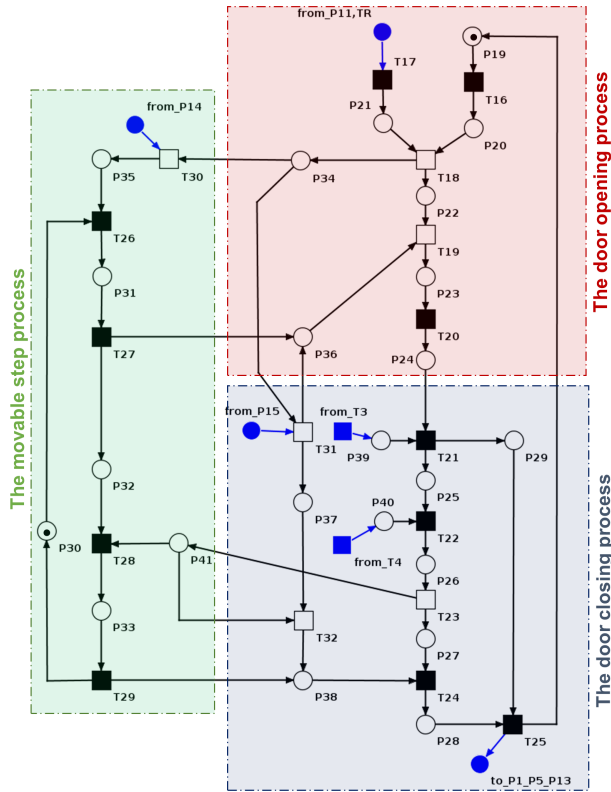 from_P11,TR
T17
P19
T16
P21
P20
from_P14
T30
P35
P34
T18
P22
T26
T19
P31
P23
T27
P36
T20
P24
from_P15
from_T3
T31
P39
T21
P29
P32
P25
P37
P40
T22
P30
T28
P41
from_T4
P26
T23
P33
T32
P27
T29
P38
T24
P28
T25
to_P1_P5_P13
The movable step process
The door opening process
The door closing process